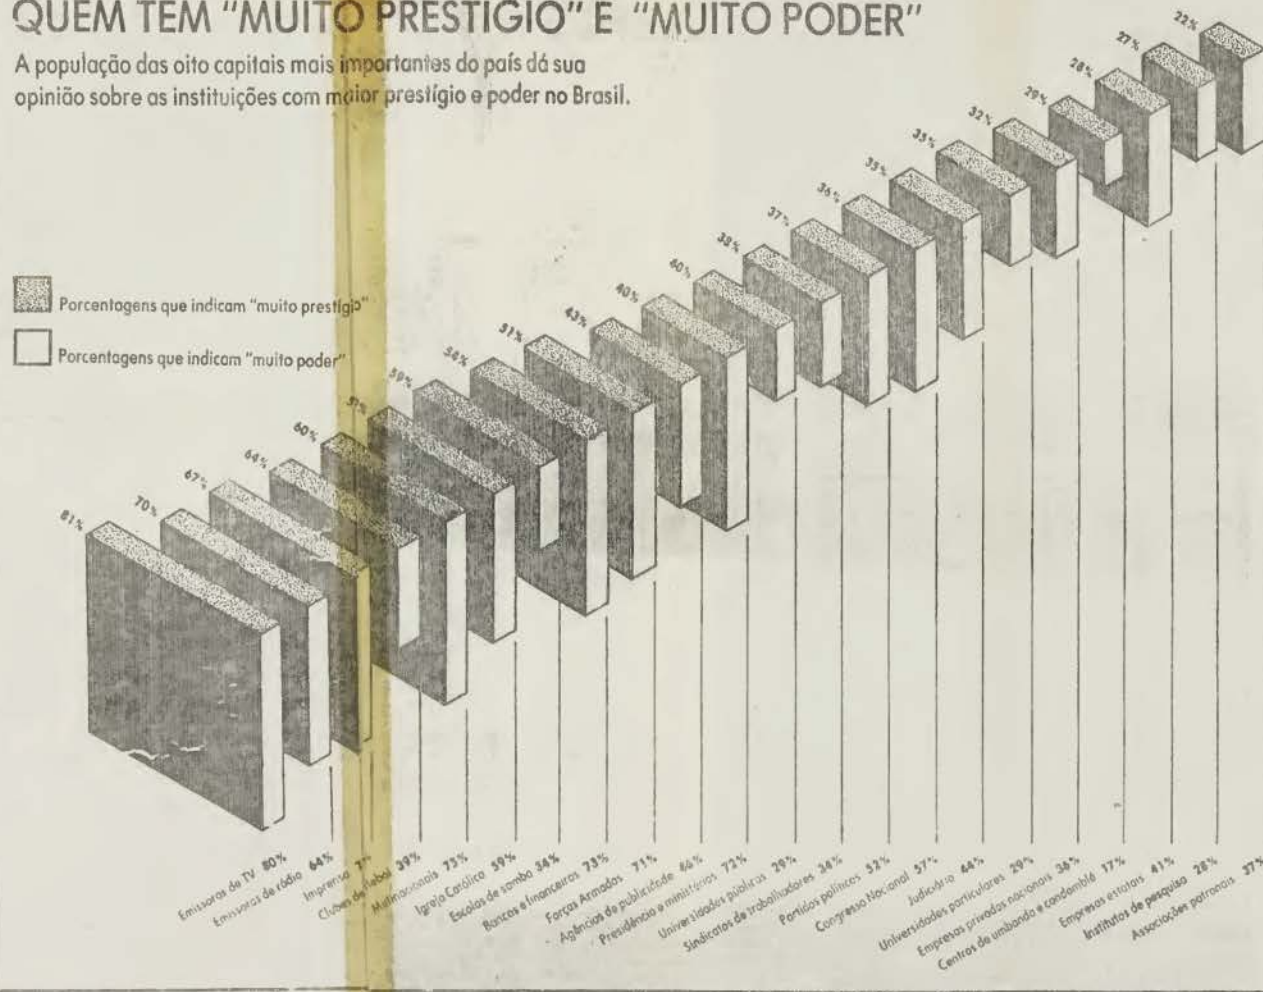 QUEM TEM "MUITO PRESTÍGIO" E "MUITO PODER"
A população das oito capitais mais importantes do país dá sua
opinião sobre as instituições com maior prestígio e poder no Brasil.
Porcentagens que indicam "muito prestígio"
Porcentagens que indicam "muito poder"
81%
70%
67%
64%
60%
59%
54%
51%
43%
40%
40%
38%
37%
36%
35%
35%
32%
29%
28%
27%
22%
Emissoras de TV 80%
Emissoras de rádio 64%
Imprensa
Clubes de futebol 39%
Multinacionais 75%
Igreja Católica 59%
Escolas de samba 34%
Bancos e financeiras 73%
Forças Armadas 71%
Agências de publicidade
Presidência e ministérios 72%
Universidades públicas 29%
Sindicatos de trabalhadores 34%
Partidos políticos 52%
Congresso Nacional 57%
Judiciário 44%
Universidades particulares 29%
Empresas privadas nacionais 36%
Centros de umbanda e candomblé 17%
Empresas estatais 41%
Institutos de pesquisa 28%
Associações patronais 37%